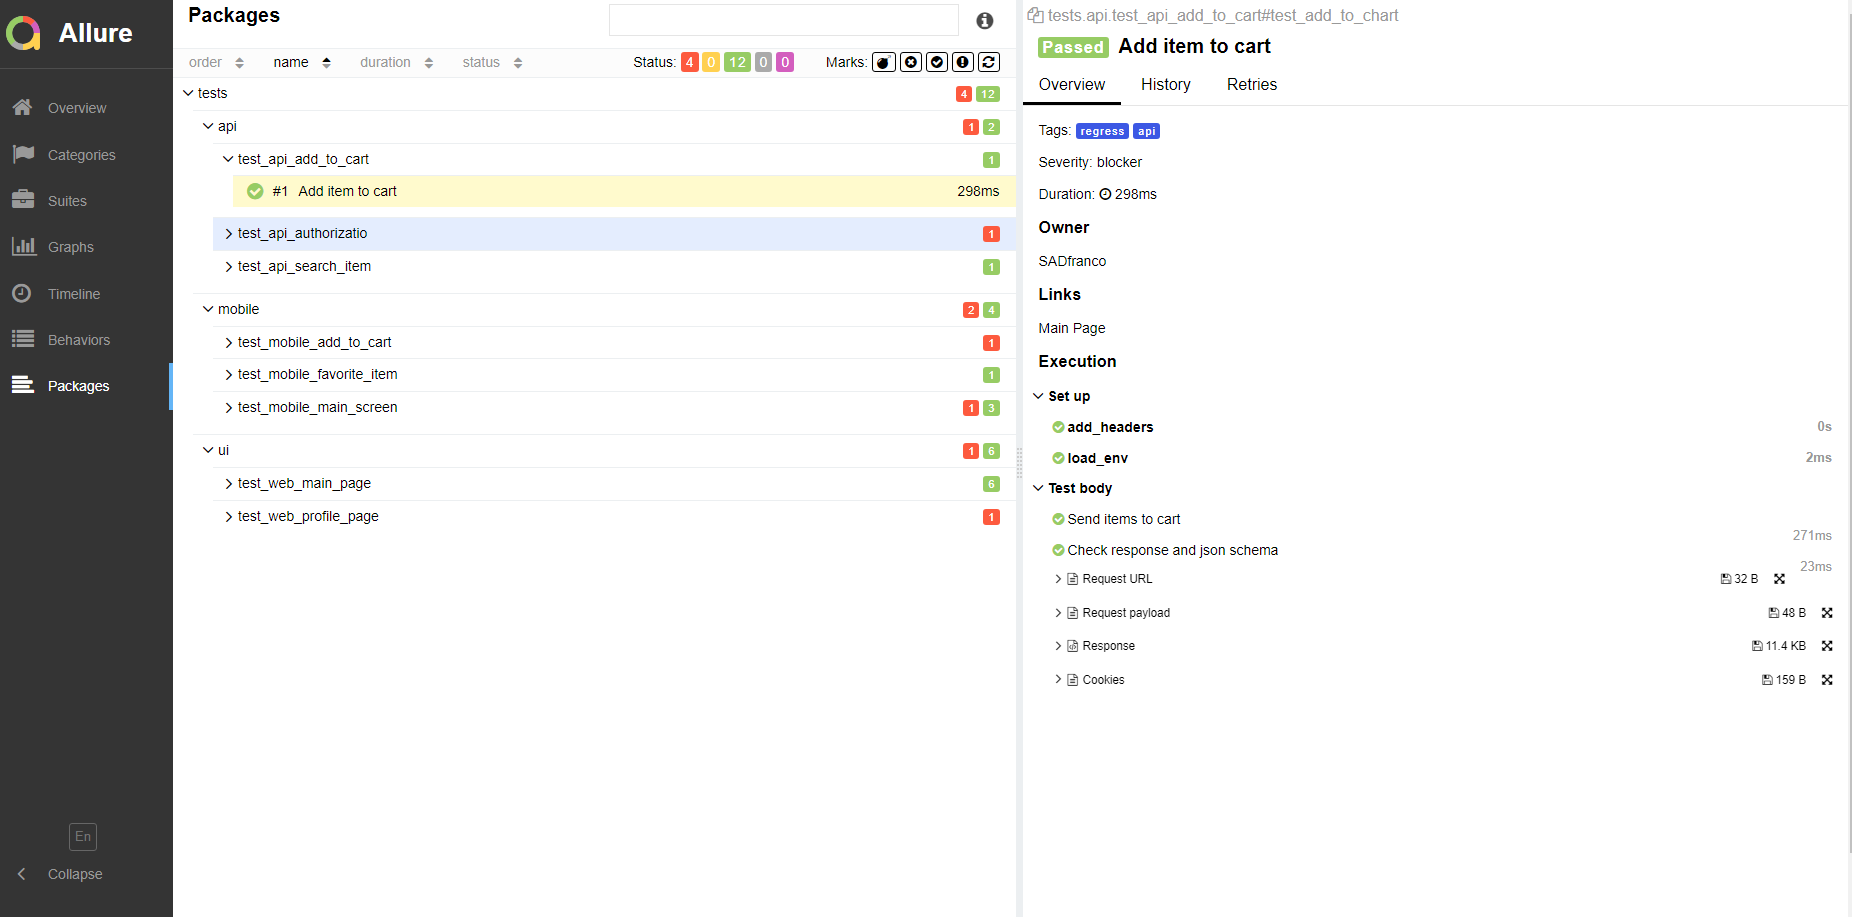 Allure
Overview
Categories
Suites
Graphs
Timeline
Behaviors
Packages
En
Collapse
Packages
order name duration status Status: 4 0 12 0 0 Marks:
tests 4 12
api 1 2
test_api_add_to_cart 1
#1 Add item to cart 298ms
test_api_authorizatio 1
test_api_search_item 1
mobile 2 4
test_mobile_add_to_cart 1
test_mobile_favorite_item 1
test_mobile_main_screen 1 3
ui 1 6
test_web_main_page 6
test_web_profile_page 1
tests.api.test_api_add_to_cart#test_add_to_chart
Passed Add item to cart
Overview History Retries
Tags: regress api
Severity: blocker
Duration: 298ms
Owner
SADfranco
Links
Main Page
Execution
Set up
add_headers 0s
load_env 2ms
Test body
Send items to cart 271ms
Check response and json schema 23ms
Request URL 32 B
Request payload 48 B
Response 11.4 KB
Cookies 159 B